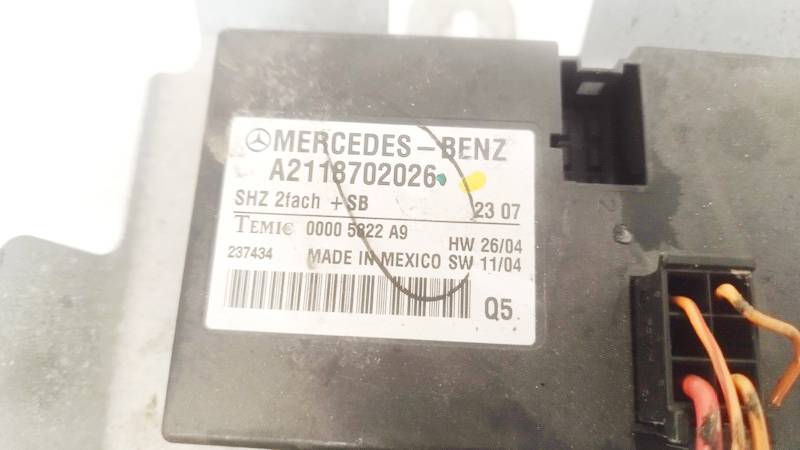 MERCEDES-BENZ
A2118702026
SHZ 2fach + SB 23 07
TEMIC 0000 5822 A9 HW 26/04
237434 MADE IN MEXICO SW 11/04
Q5